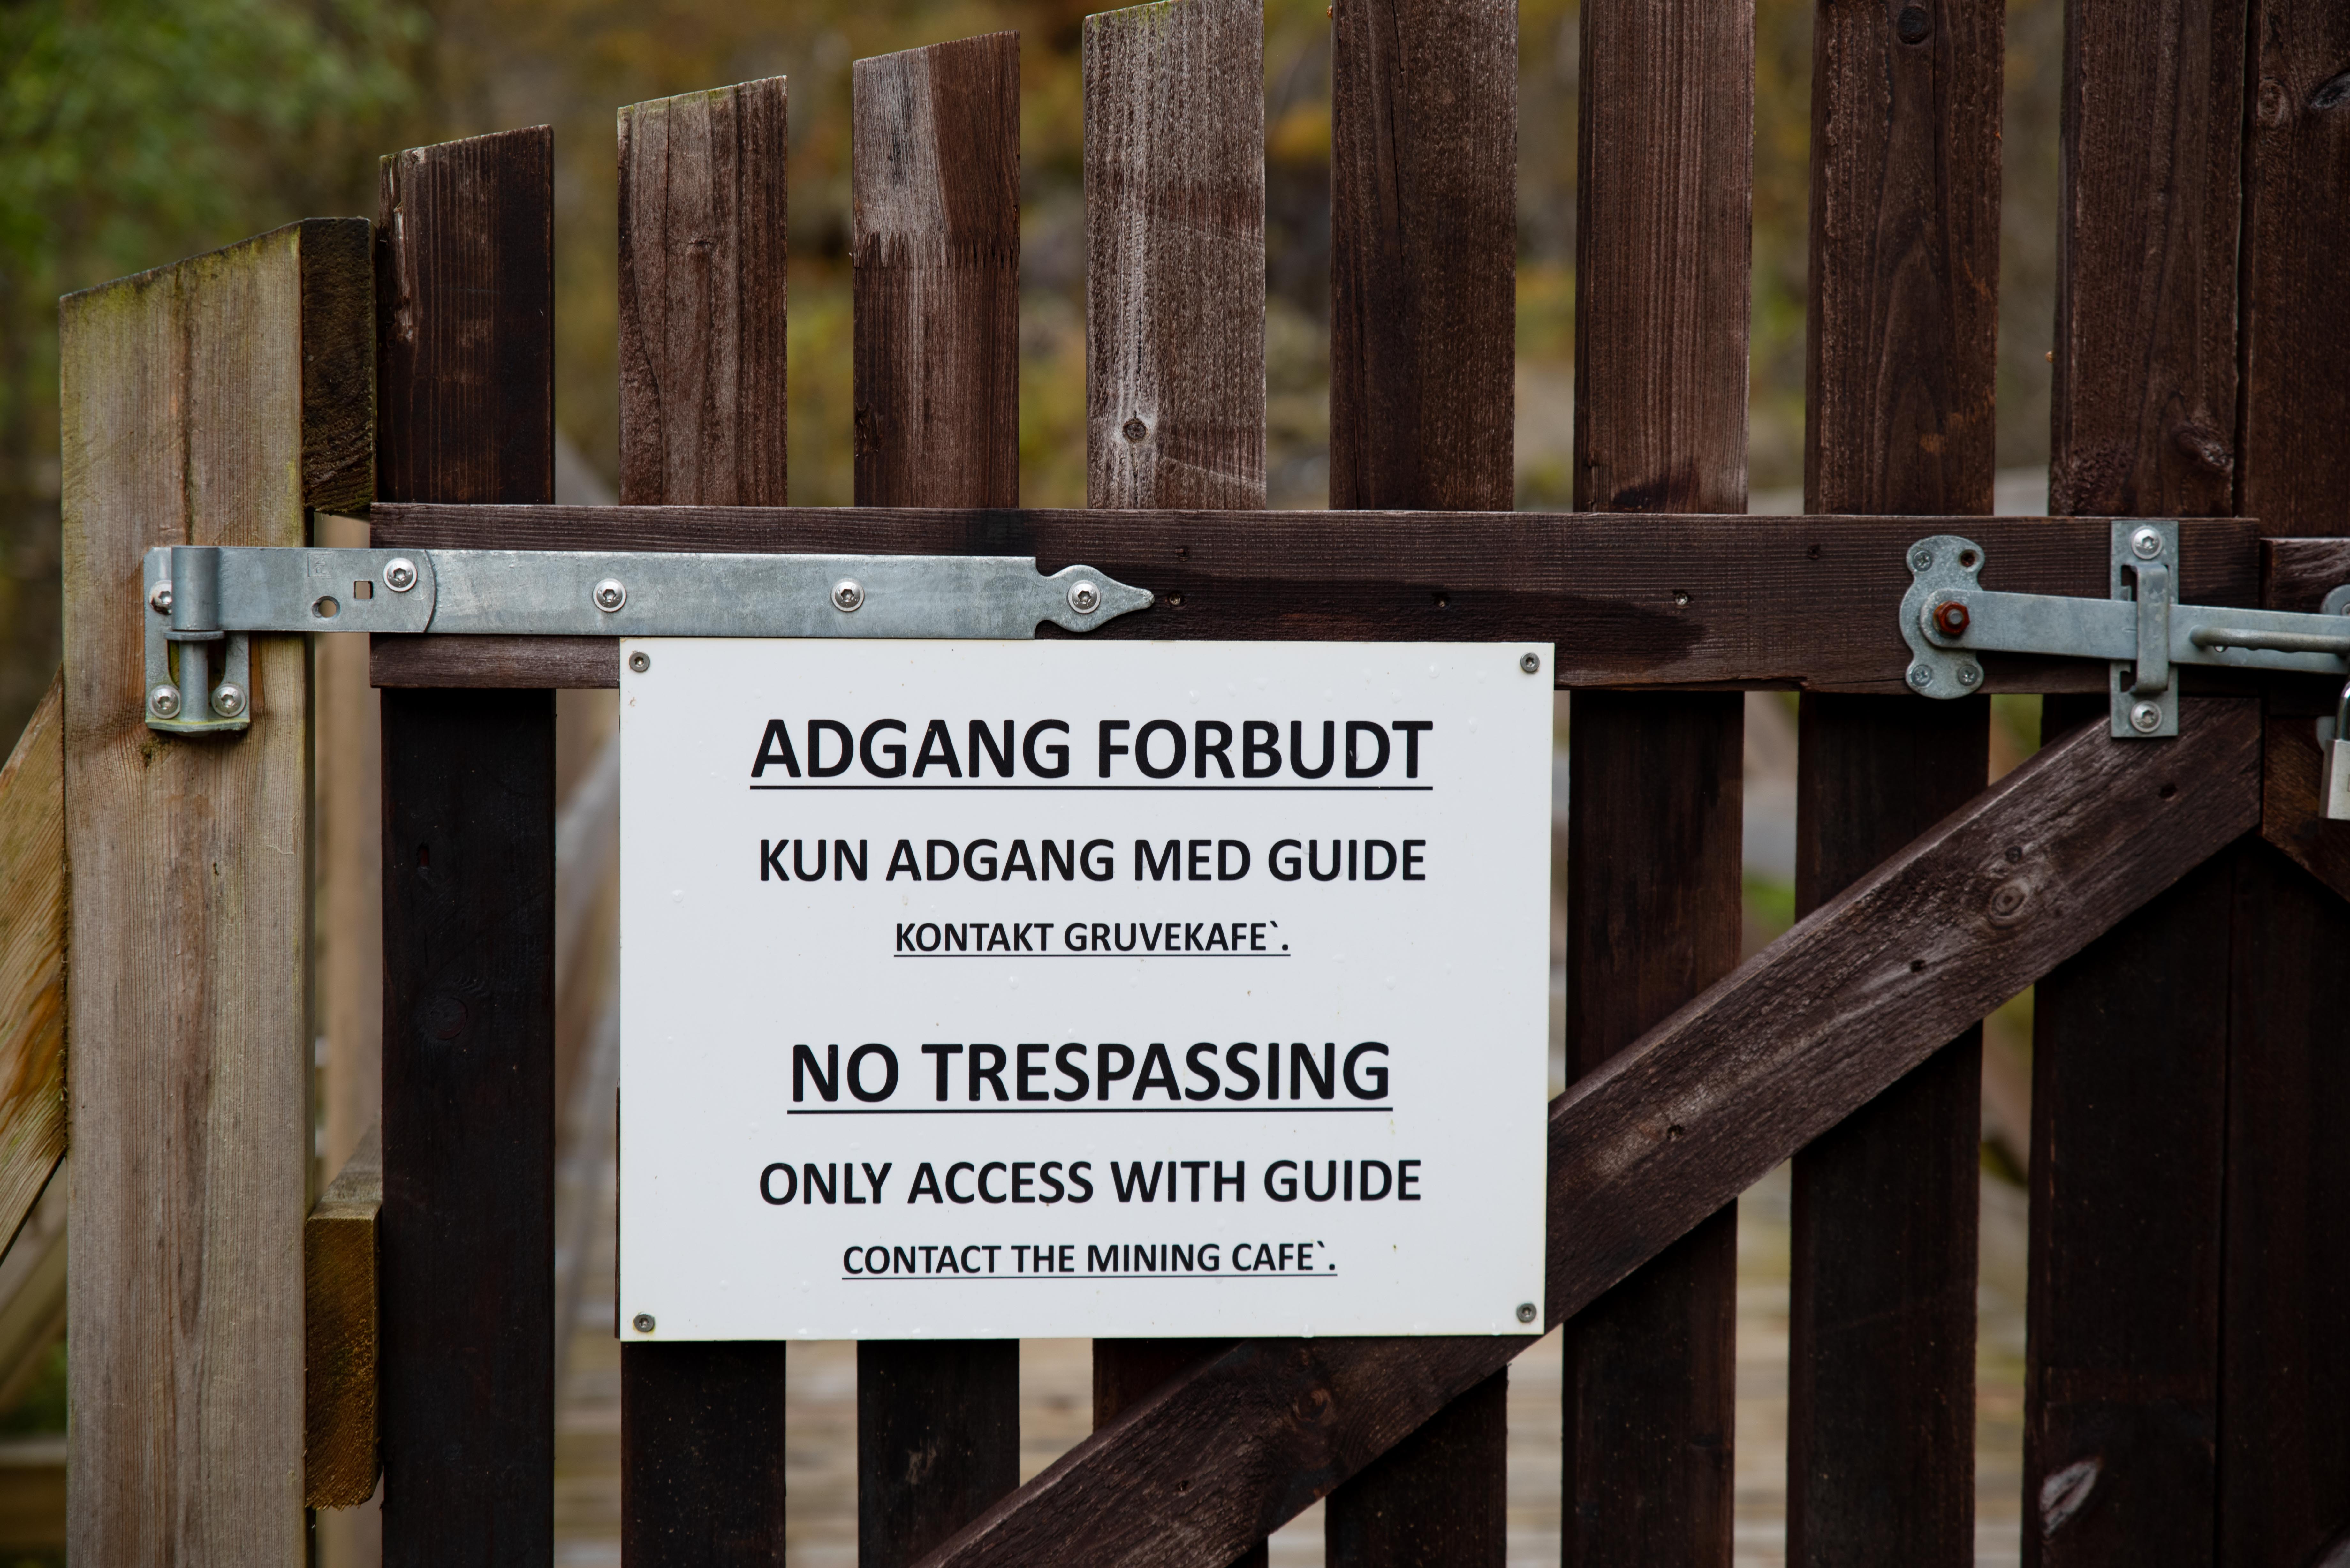 ADGANG FORBUDT
KUN ADGANG MED GUIDE
KONTAKT GRUVEKAFE`.
NO TRESPASSING
ONLY ACCESS WITH GUIDE
CONTACT THE MINING CAFE`.